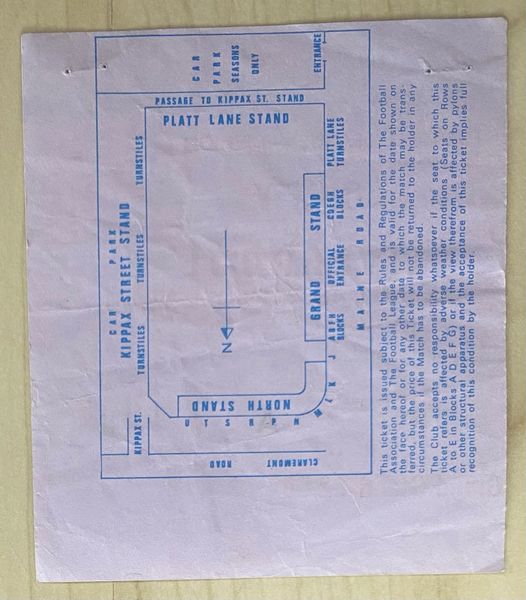 CAR
PARK
SEASONS
ONLY
ENTRANCE
PASSAGE TO KIPPAX ST. STAND
PLATT LANE STAND
PLATT LANE
TURNSTILES
TURNSTILES
CAR PARK
KIPPAX STREET STAND
TURNSTILES
TURNSTILES
GRAND STAND
CDEGH
BLOCKS
OFFICIAL
ENTRANCE
MAINE ROAD
N
BLOCKS
J
K
L
M
NORTH STAND
N
P
R
S
T
U
KIPPAX ST.
CLAREMONT
ROAD
This ticket is issued subject to the Rules and Regulations of The Football
Association and The Football League, and is valid for the date shown on
the face hereof or for any other date to which the match may be trans-
ferred, but the price of this Ticket will not be returned to the holder in any
circumstances if the Match has to be abandoned.
The Club accepts no responsibility whatsoever if the seat to which this
ticket refers is affected by adverse weather conditions (Seats on Rows
A to E in Blocks A D E F G) or if the view therefrom is affected by pylons
or other structural apparatus and the acceptance of this ticket implies full
recognition of this condition by the holder.